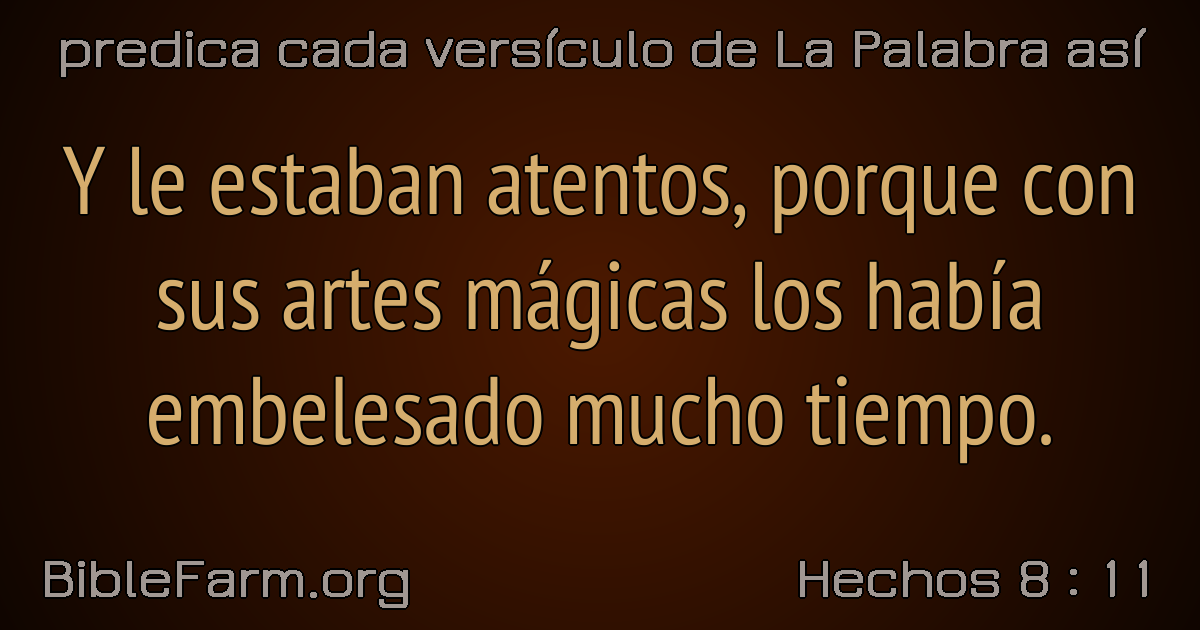 predica cada versículo de La Palabra así
Y le estaban atentos, porque con
sus artes mágicas los había
embelesado mucho tiempo.
BibleFarm.org
Hechos 8 : 11